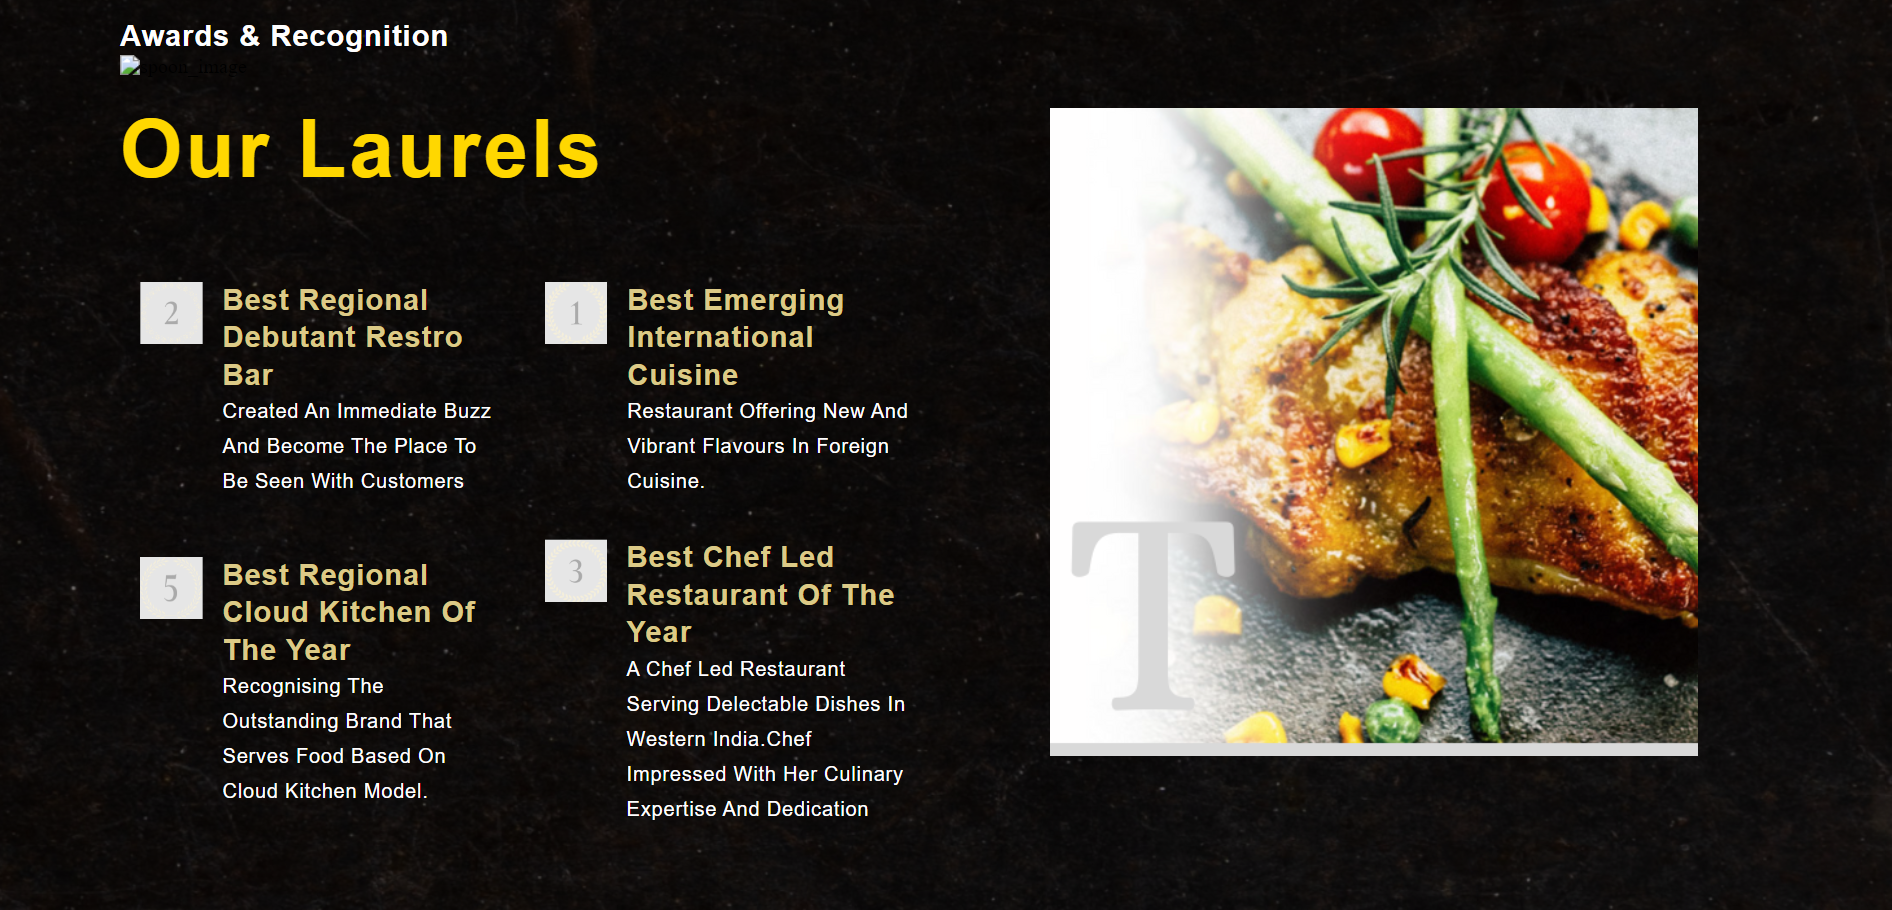 Awards & Recognition
spoon_image
Our Laurels
2
Best Regional
Debutant Restro
Bar
Created An Immediate Buzz
And Become The Place To
Be Seen With Customers
1
Best Emerging
International
Cuisine
Restaurant Offering New And
Vibrant Flavours In Foreign
Cuisine.
5
Best Regional
Cloud Kitchen Of
The Year
Recognising The
Outstanding Brand That
Serves Food Based On
Cloud Kitchen Model.
3
Best Chef Led
Restaurant Of The
Year
A Chef Led Restaurant
Serving Delectable Dishes In
Western India.Chef
Impressed With Her Culinary
Expertise And Dedication
T